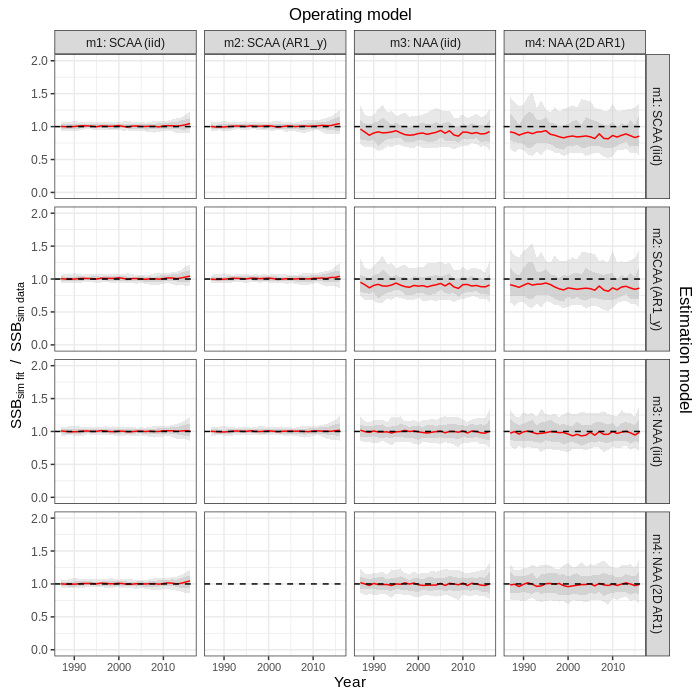 Operating model
m1: SCAA (iid) m2: SCAA (AR1_y) m3: NAA (iid) m4: NAA (2D AR1)
2.0
1.5
1.0
0.5
0.0
m1: SCAA (iid)
2.0
1.5
1.0
0.5
0.0
m2: SCAA (AR1_y)
2.0
1.5
1.0
0.5
0.0
m3: NAA (iid)
2.0
1.5
1.0
0.5
0.0
m4: NAA (2D AR1)
SSBsim fit / SSBsim data
Estimation model
1990 2000 2010 1990 2000 2010 1990 2000 2010 1990 2000 2010
Year